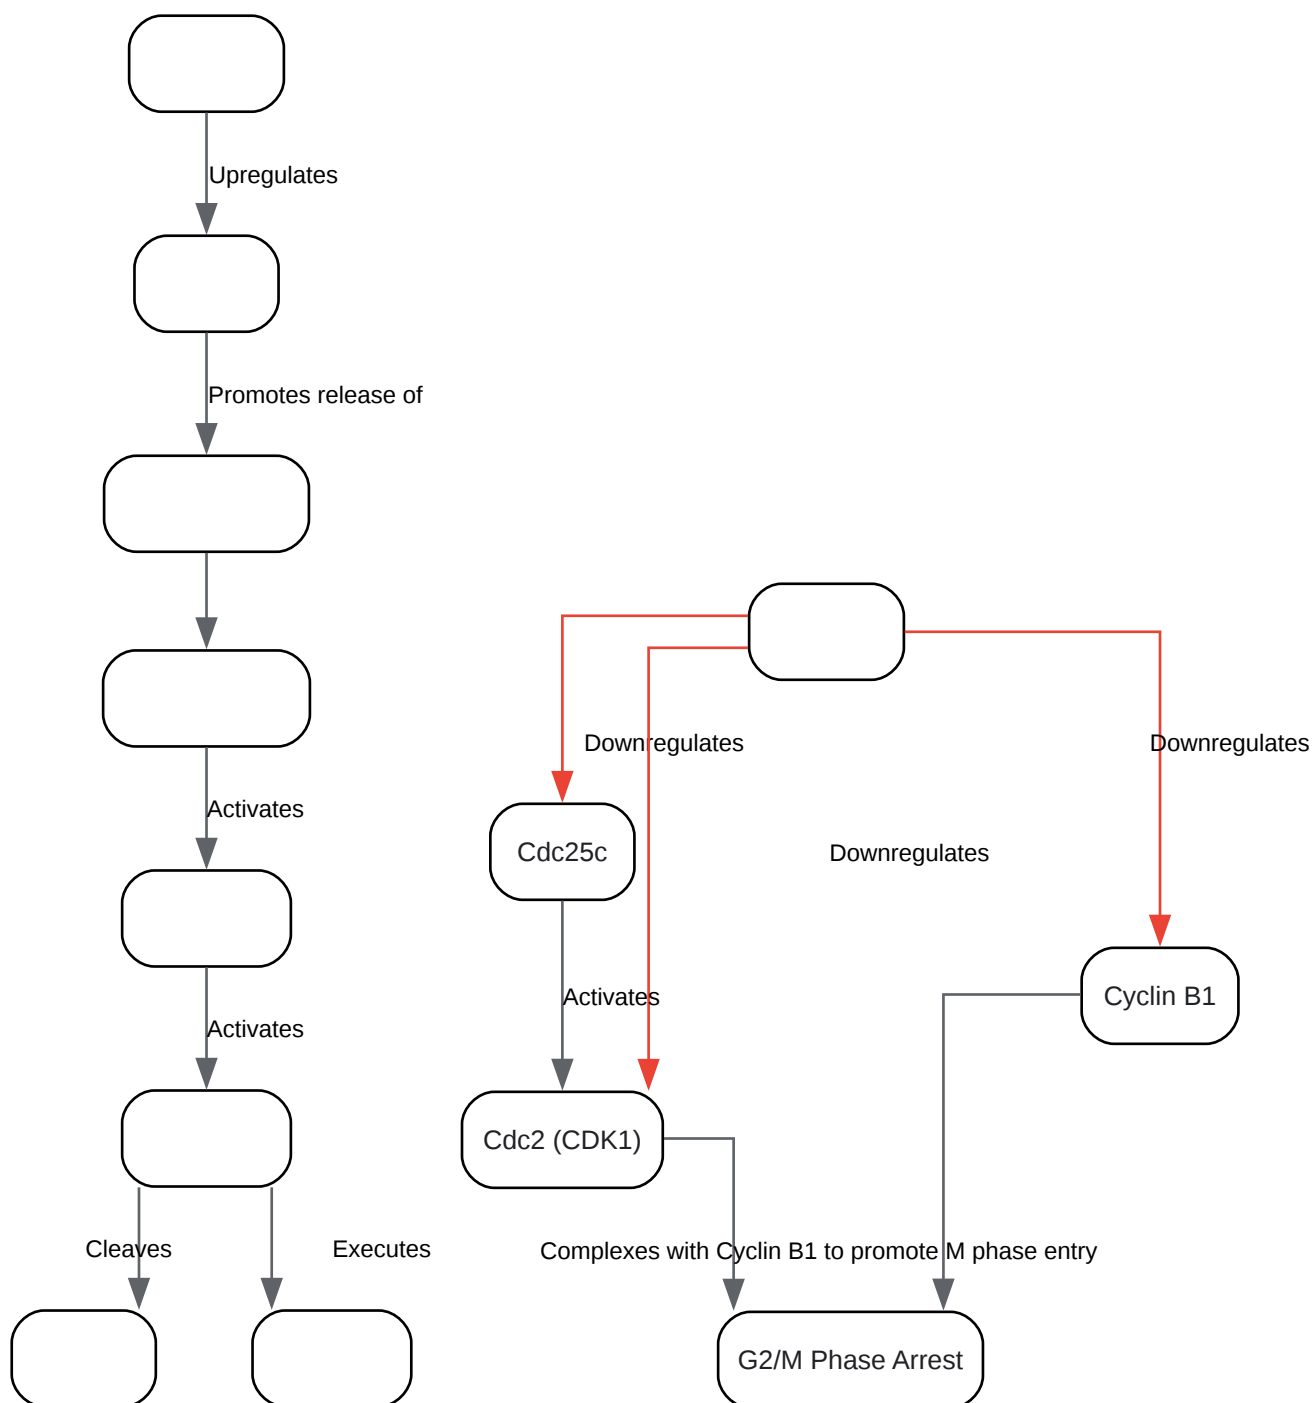 Upregulates
Promotes release of
Downregulates
Downregulates
Activates
Cdc25c
Downregulates
Activates
Cyclin B1
Activates
Cdc2 (CDK1)
Cleaves
Executes
Complexes with Cyclin B1 to promote M phase entry
G2/M Phase Arrest